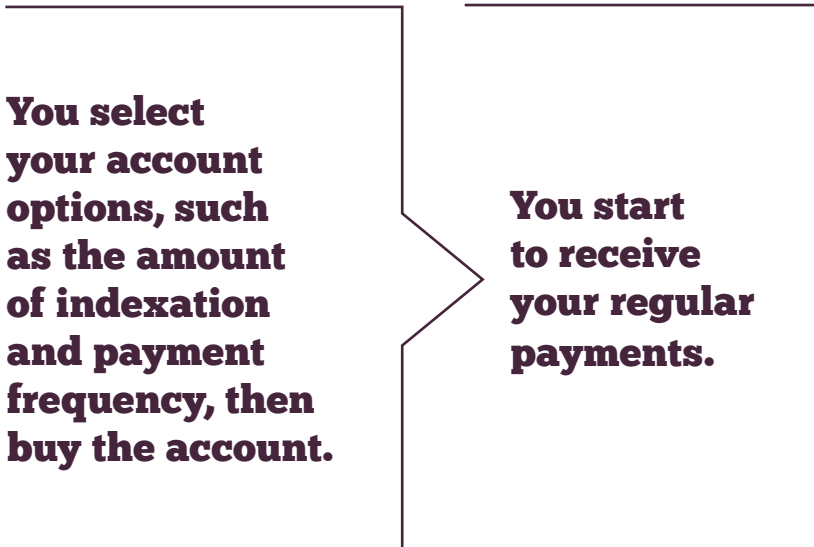 You select
your account
options, such
as the amount
of indexation
and payment
frequency, then
buy the account.
You start
to receive
your regular
payments.